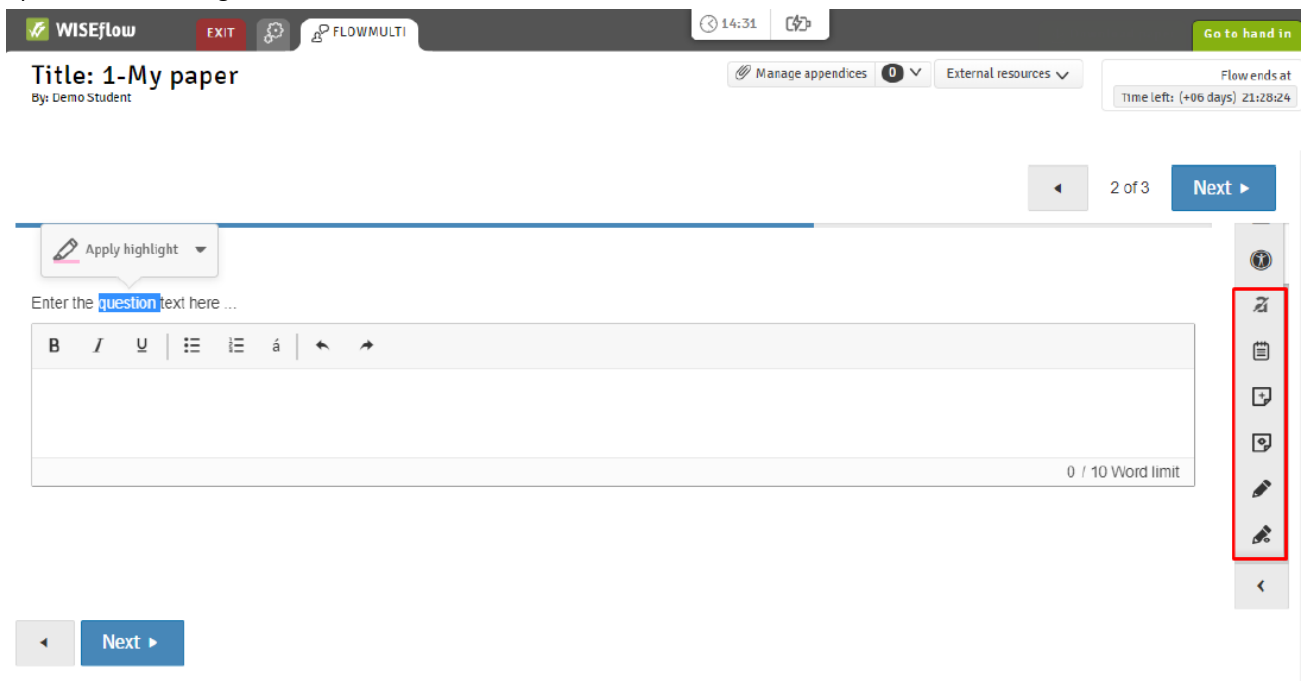 WISEflow EXIT FLOWMULTI 14:31 Go to hand in
Title: 1-My paper
By: Demo Student
Manage appendices 0 External resources
Flow ends at
Time left: (+06 days) 21:28:24
2 of 3 Next
Apply highlight
Enter the question text here ...
B I U á
0 / 10 Word limit
Next